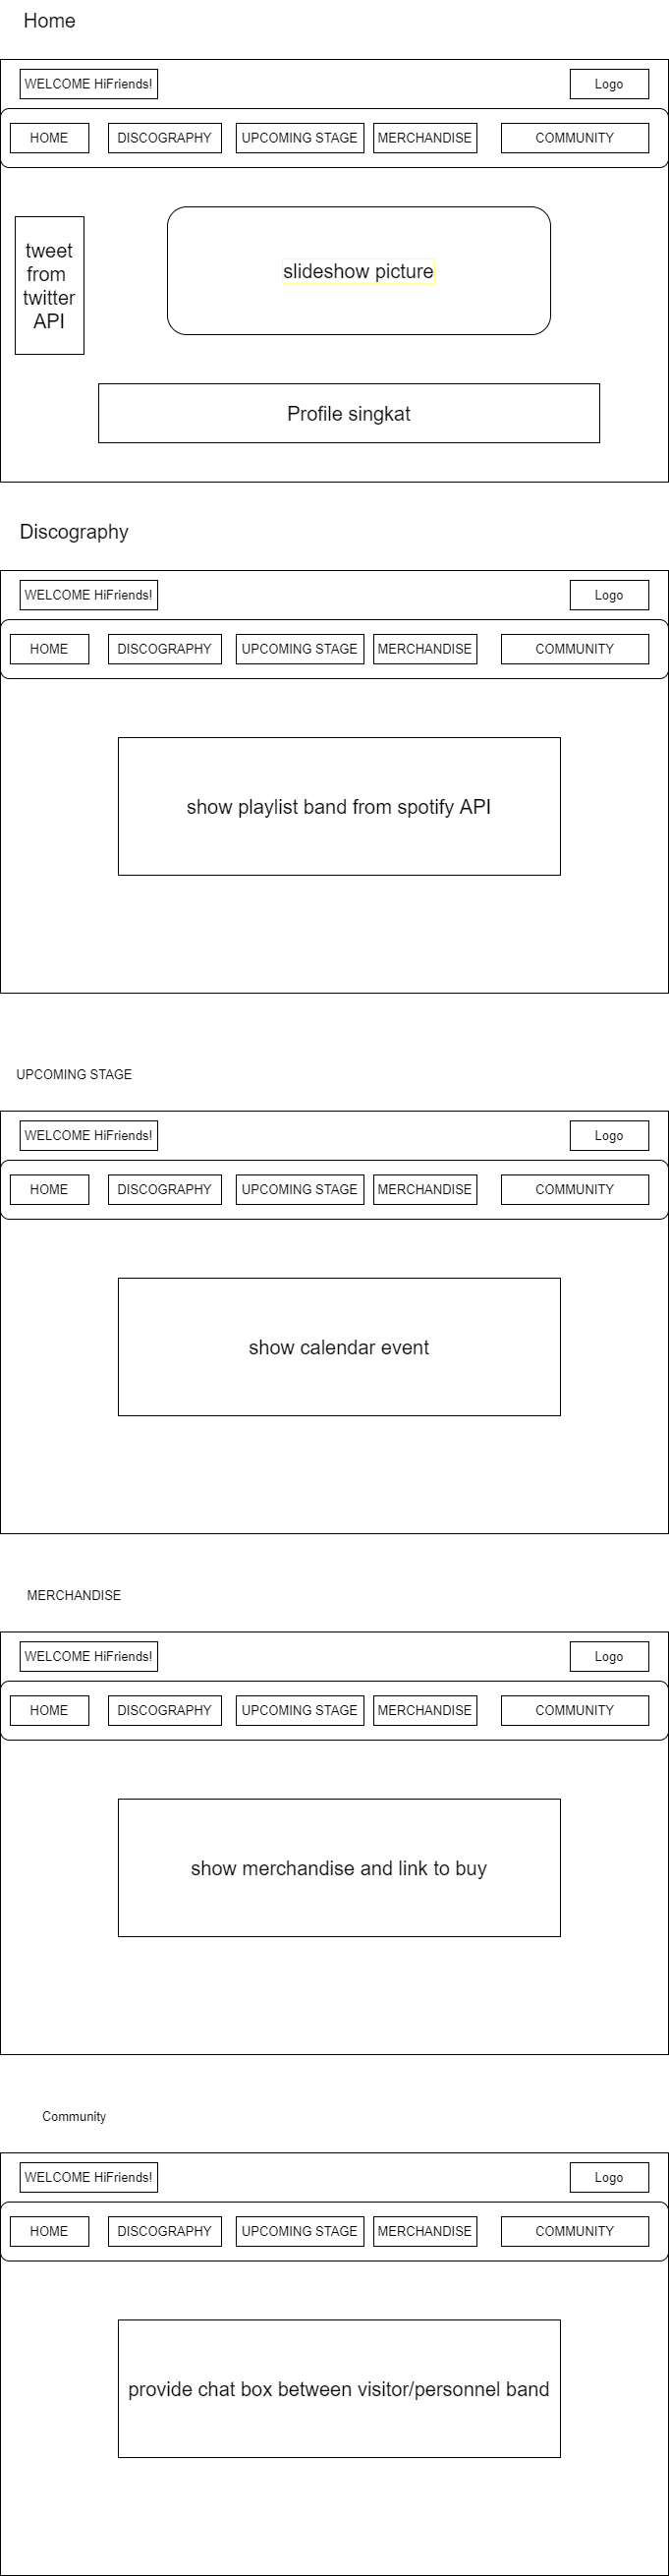 Home
WELCOME HiFriends!
Logo
HOME
DISCOGRAPHY
UPCOMING STAGE
MERCHANDISE
COMMUNITY
tweet
from
twitter
API
slideshow picture
Profile singkat
Discography
WELCOME HiFriends!
Logo
HOME
DISCOGRAPHY
UPCOMING STAGE
MERCHANDISE
COMMUNITY
show playlist band from spotify API
UPCOMING STAGE
WELCOME HiFriends!
Logo
HOME
DISCOGRAPHY
UPCOMING STAGE
MERCHANDISE
COMMUNITY
show calendar event
MERCHANDISE
WELCOME HiFriends!
Logo
HOME
DISCOGRAPHY
UPCOMING STAGE
MERCHANDISE
COMMUNITY
show merchandise and link to buy
Community
WELCOME HiFriends!
Logo
HOME
DISCOGRAPHY
UPCOMING STAGE
MERCHANDISE
COMMUNITY
provide chat box between visitor/personnel band